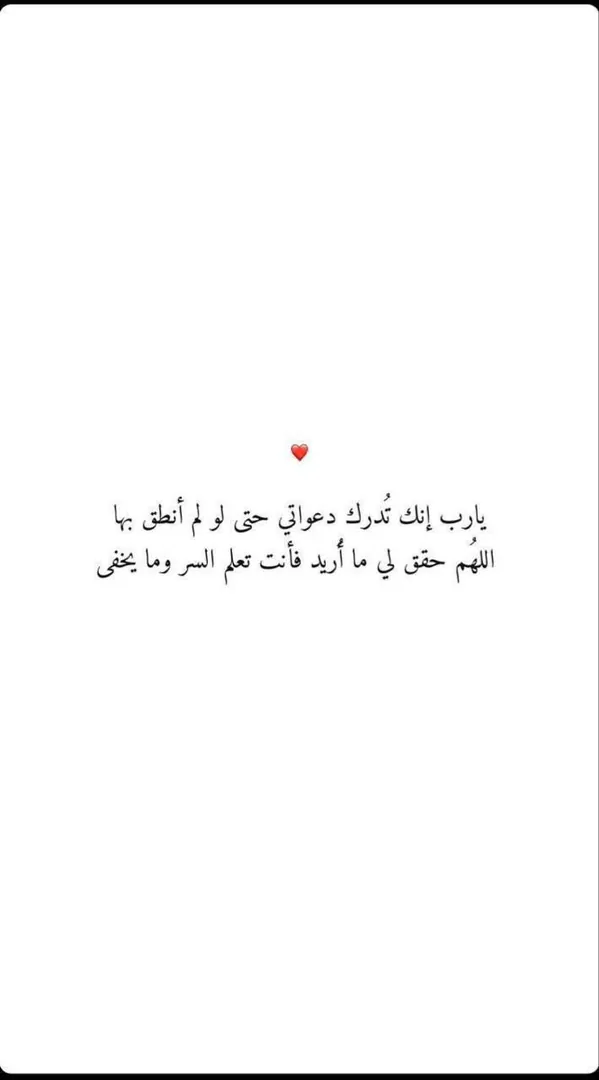 ❤️
يارب إنك تُدرك دعواتي حتى لو لم أنطق بها
اللهُم حقق لي ما أُريد فأنت تعلم السر وما يخفى